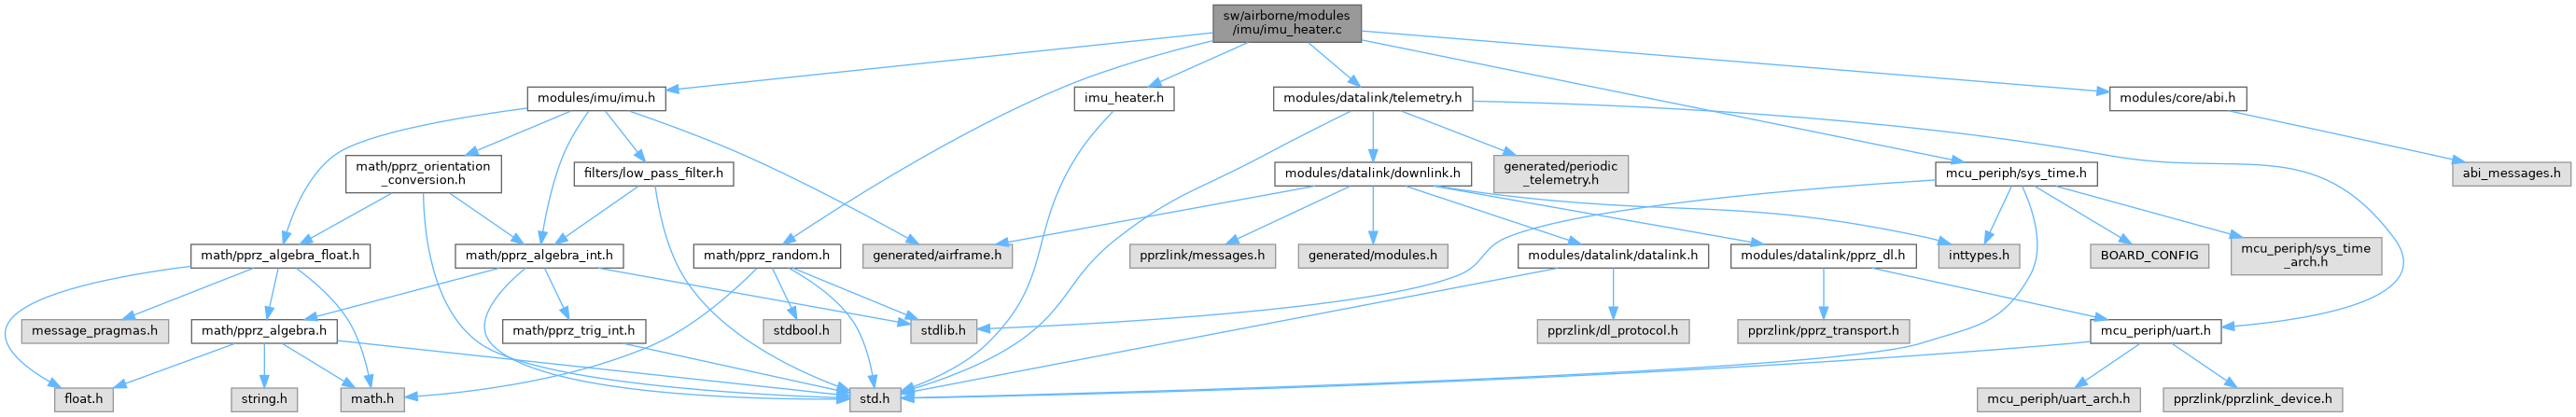 sw/airborne/modules
/imu/imu_heater.c
modules/imu/imu.h
imu_heater.h
modules/datalink/telemetry.h
modules/core/abi.h
math/pprz_orientation
_conversion.h
filters/low_pass_filter.h
modules/datalink/downlink.h
generated/periodic
_telemetry.h
mcu_periph/sys_time.h
abi_messages.h
math/pprz_algebra_float.h
math/pprz_algebra_int.h
math/pprz_random.h
generated/airframe.h
pprzlink/messages.h
generated/modules.h
modules/datalink/datalink.h
modules/datalink/pprz_dl.h
inttypes.h
BOARD_CONFIG
mcu_periph/sys_time
_arch.h
message_pragmas.h
math/pprz_algebra.h
math/pprz_trig_int.h
stdbool.h
stdlib.h
pprzlink/dl_protocol.h
pprzlink/pprz_transport.h
mcu_periph/uart.h
float.h
string.h
math.h
std.h
mcu_periph/uart_arch.h
pprzlink/pprzlink_device.h